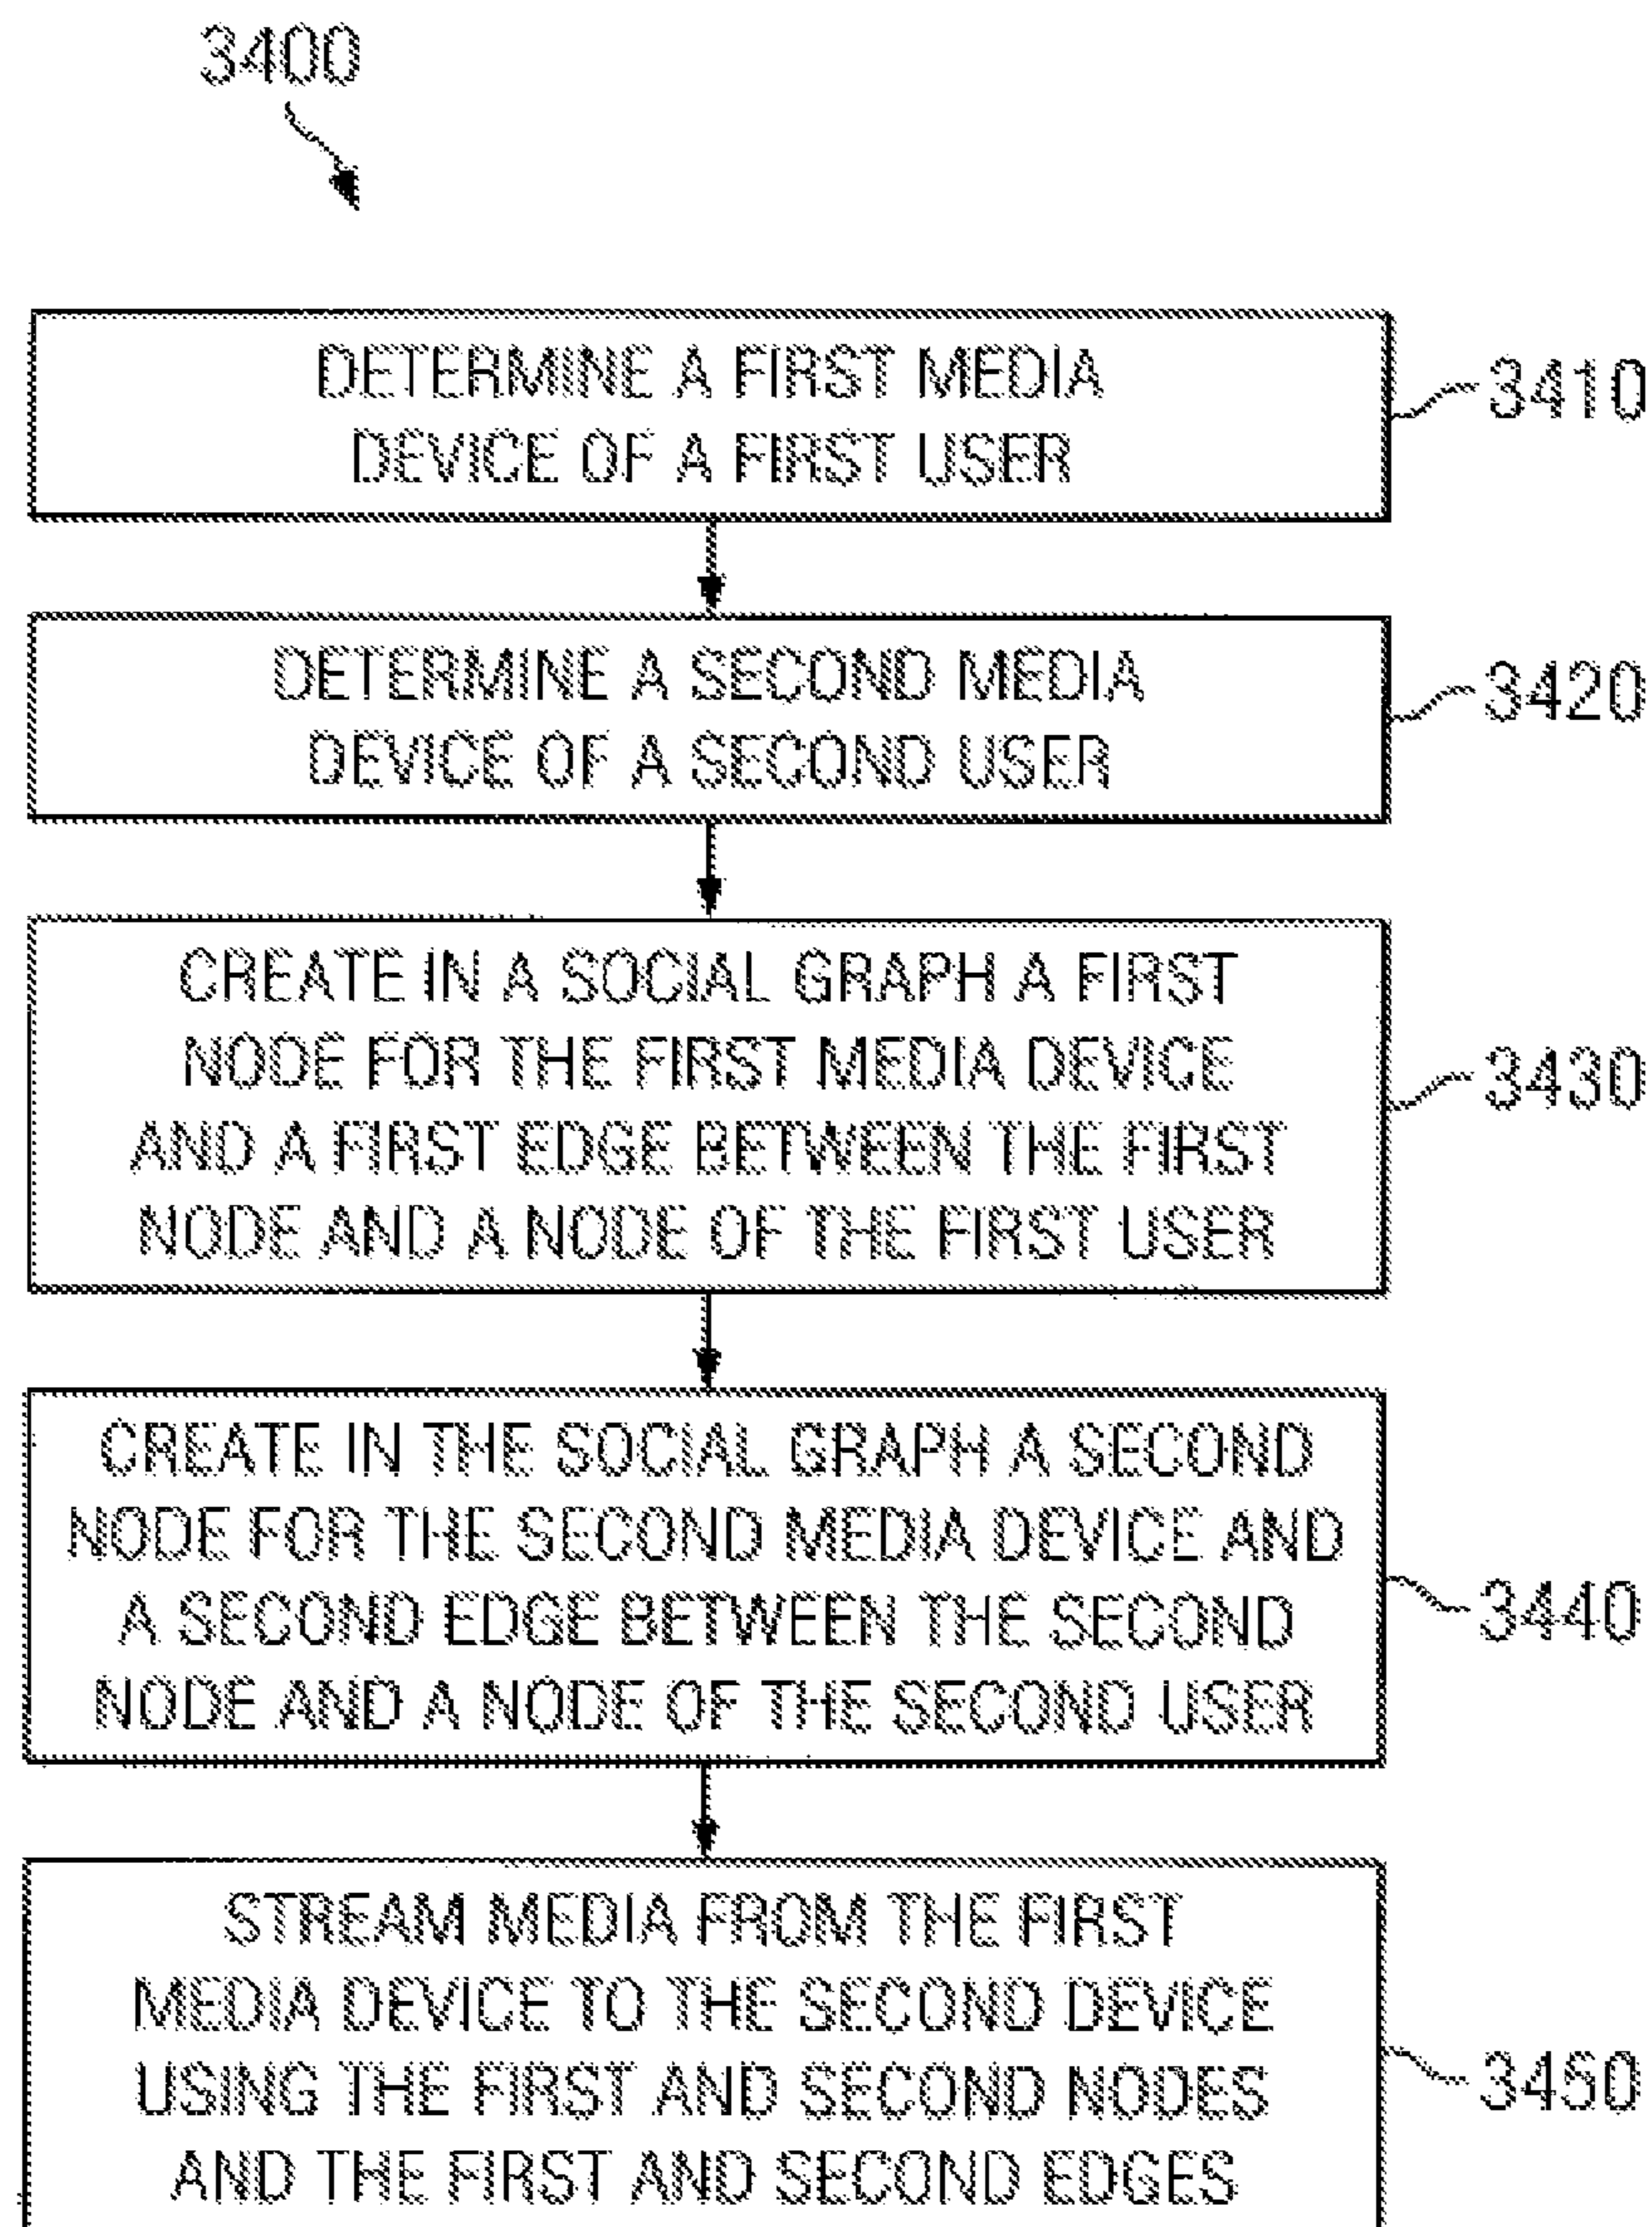 3400
DETERMINE A FIRST MEDIA
DEVICE OF A FIRST USER
3410
DETERMINE A SECOND MEDIA
DEVICE OF A SECOND USER
3420
CREATE IN A SOCIAL GRAPH A FIRST
NODE FOR THE FIRST MEDIA DEVICE
AND A FIRST EDGE BETWEEN THE FIRST
NODE AND A NODE OF THE FIRST USER
3430
CREATE IN THE SOCIAL GRAPH A SECOND
NODE FOR THE SECOND MEDIA DEVICE AND
A SECOND EDGE BETWEEN THE SECOND
NODE AND A NODE OF THE SECOND USER
3440
STREAM MEDIA FROM THE FIRST
MEDIA DEVICE TO THE SECOND DEVICE
USING THE FIRST AND SECOND NODES
AND THE FIRST AND SECOND EDGES
3450